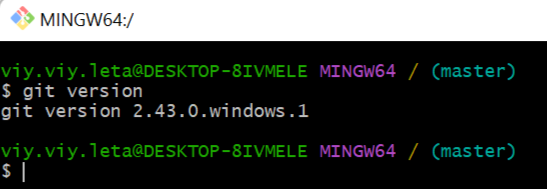 MINGW64:/
viy.viy.leta@DESKTOP-8IVMELE MINGW64 / (master)
$ git version
git version 2.43.0.windows.1
viy.viy.leta@DESKTOP-8IVMELE MINGW64 / (master)
$